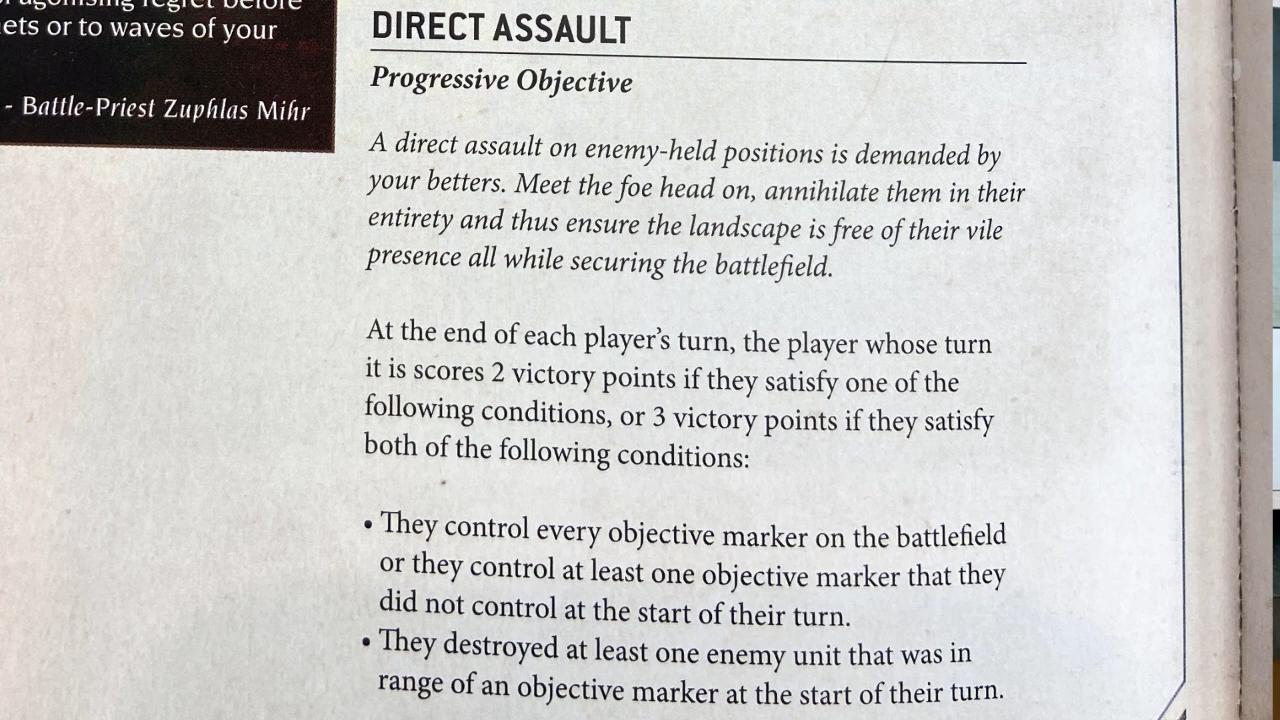 agonising regret before
ets or to waves of your
- Battle-Priest Zuphlas Mihr
DIRECT ASSAULT
Progressive Objective
A direct assault on enemy-held positions is demanded by
your betters. Meet the foe head on, annihilate them in their
entirety and thus ensure the landscape is free of their vile
presence all while securing the battlefield.
At the end of each player's turn, the player whose turn
it is scores 2 victory points if they satisfy one of the
following conditions, or 3 victory points if they satisfy
both of the following conditions:
• They control every objective marker on the battlefield
or they control at least one objective marker that they
did not control at the start of their turn.
• They destroyed at least one enemy unit that was in
range of an objective marker at the start of their turn.